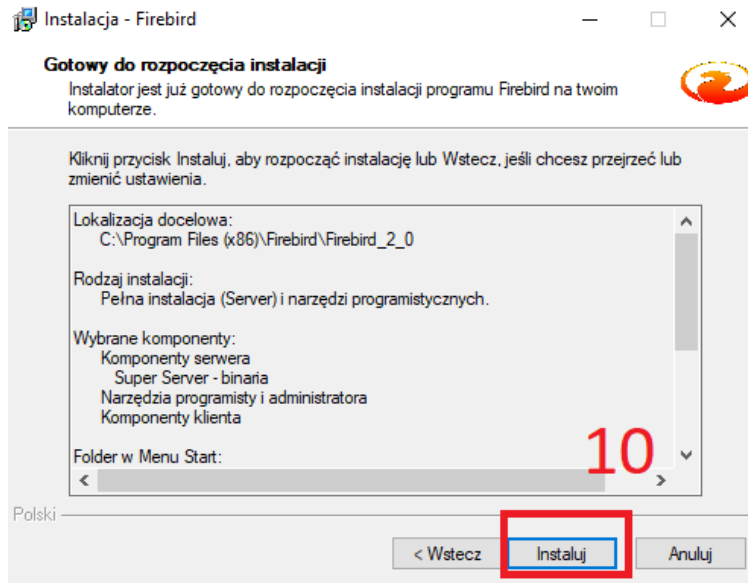 Instalacja - Firebird
Gotowy do rozpoczęcia instalacji
Instalator jest już gotowy do rozpoczęcia instalacji programu Firebird na twoim
komputerze.
Kliknij przycisk Instaluj, aby rozpocząć instalację lub Wstecz, jeśli chcesz przejrzeć lub
zmienić ustawienia.
Lokalizacja docelowa:
C:\Program Files (x86)\Firebird\Firebird_2_0
Rodzaj instalacji:
Pełna instalacja (Server) i narzędzi programistycznych.
Wybrane komponenty:
Komponenty serwera
Super Server - binaria
Narzędzia programisty i administratora
Komponenty klienta
Folder w Menu Start:
10
Polski
< Wstecz
Instaluj
Anuluj